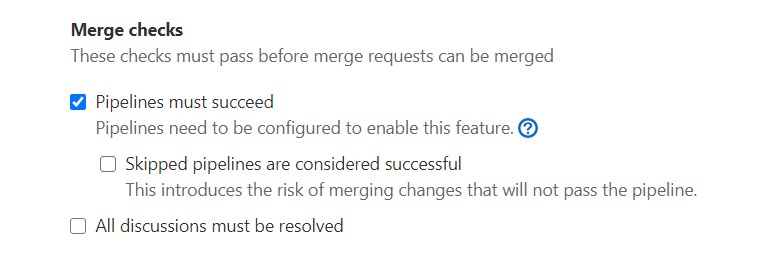 Merge checks
These checks must pass before merge requests can be merged
Pipelines must succeed
Pipelines need to be configured to enable this feature. ?
Skipped pipelines are considered successful
This introduces the risk of merging changes that will not pass the pipeline.
All discussions must be resolved